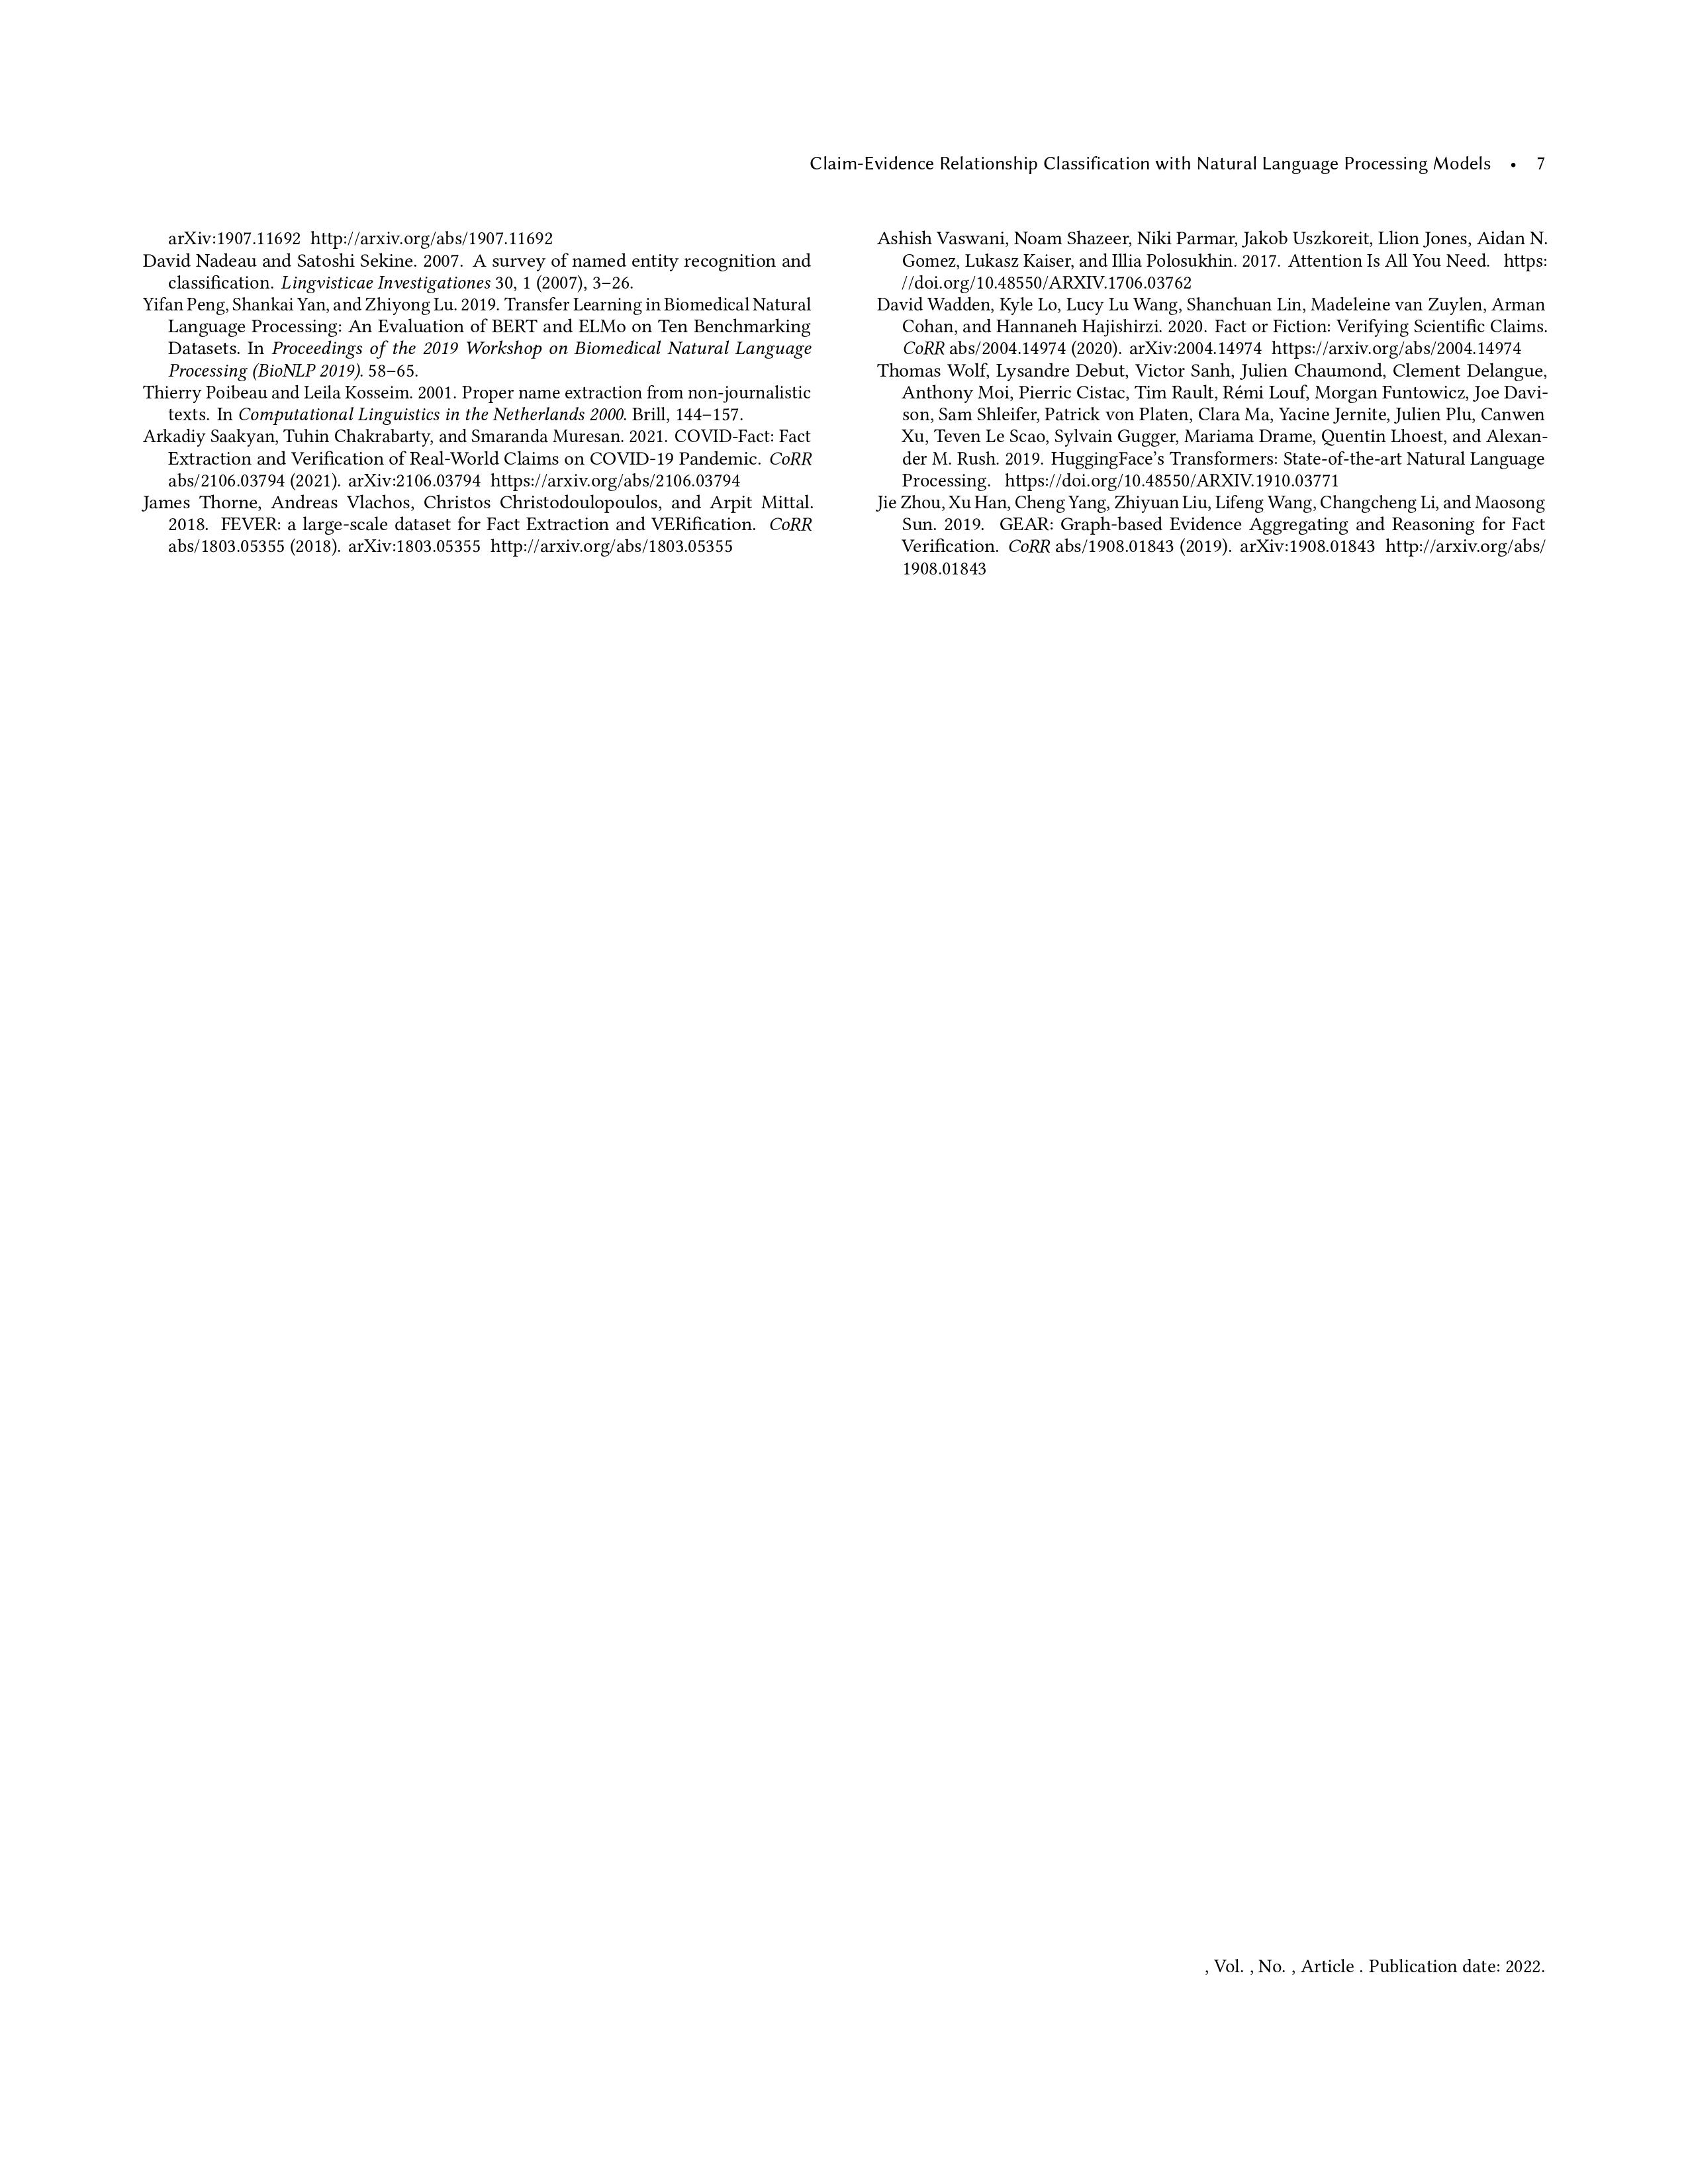 Claim-Evidence Relationship Classification with Natural Language Processing Models • 7
arXiv:1907.11692 http://arxiv.org/abs/1907.11692
David Nadeau and Satoshi Sekine. 2007. A survey of named entity recognition and
classification. Lingvisticae Investigationes 30, 1 (2007), 3–26.
Yifan Peng, Shankai Yan, and Zhiyong Lu. 2019. Transfer Learning in Biomedical Natural
Language Processing: An Evaluation of BERT and ELMo on Ten Benchmarking
Datasets. In Proceedings of the 2019 Workshop on Biomedical Natural Language
Processing (BioNLP 2019). 58–65.
Thierry Poibeau and Leila Kosseim. 2001. Proper name extraction from non-journalistic
texts. In Computational Linguistics in the Netherlands 2000. Brill, 144–157.
Arkadiy Saakyan, Tuhin Chakrabarty, and Smaranda Muresan. 2021. COVID-Fact: Fact
Extraction and Verification of Real-World Claims on COVID-19 Pandemic. CoRR
abs/2106.03794 (2021). arXiv:2106.03794 https://arxiv.org/abs/2106.03794
James Thorne, Andreas Vlachos, Christos Christodoulopoulos, and Arpit Mittal.
2018. FEVER: a large-scale dataset for Fact Extraction and VERification. CoRR
abs/1803.05355 (2018). arXiv:1803.05355 http://arxiv.org/abs/1803.05355
Ashish Vaswani, Noam Shazeer, Niki Parmar, Jakob Uszkoreit, Llion Jones, Aidan N.
Gomez, Lukasz Kaiser, and Illia Polosukhin. 2017. Attention Is All You Need. https:
//doi.org/10.48550/ARXIV.1706.03762
David Wadden, Kyle Lo, Lucy Lu Wang, Shanchuan Lin, Madeleine van Zuylen, Arman
Cohan, and Hannaneh Hajishirzi. 2020. Fact or Fiction: Verifying Scientific Claims.
CoRR abs/2004.14974 (2020). arXiv:2004.14974 https://arxiv.org/abs/2004.14974
Thomas Wolf, Lysandre Debut, Victor Sanh, Julien Chaumond, Clement Delangue,
Anthony Moi, Pierric Cistac, Tim Rault, Rémi Louf, Morgan Funtowicz, Joe Davi-
son, Sam Shleifer, Patrick von Platen, Clara Ma, Yacine Jernite, Julien Plu, Canwen
Xu, Teven Le Scao, Sylvain Gugger, Mariama Drame, Quentin Lhoest, and Alexan-
der M. Rush. 2019. HuggingFace's Transformers: State-of-the-art Natural Language
Processing. https://doi.org/10.48550/ARXIV.1910.03771
Jie Zhou, Xu Han, Cheng Yang, Zhiyuan Liu, Lifeng Wang, Changcheng Li, and Maosong
Sun. 2019. GEAR: Graph-based Evidence Aggregating and Reasoning for Fact
Verification. CoRR abs/1908.01843 (2019). arXiv:1908.01843 http://arxiv.org/abs/
1908.01843
, Vol. , No. , Article . Publication date: 2022.